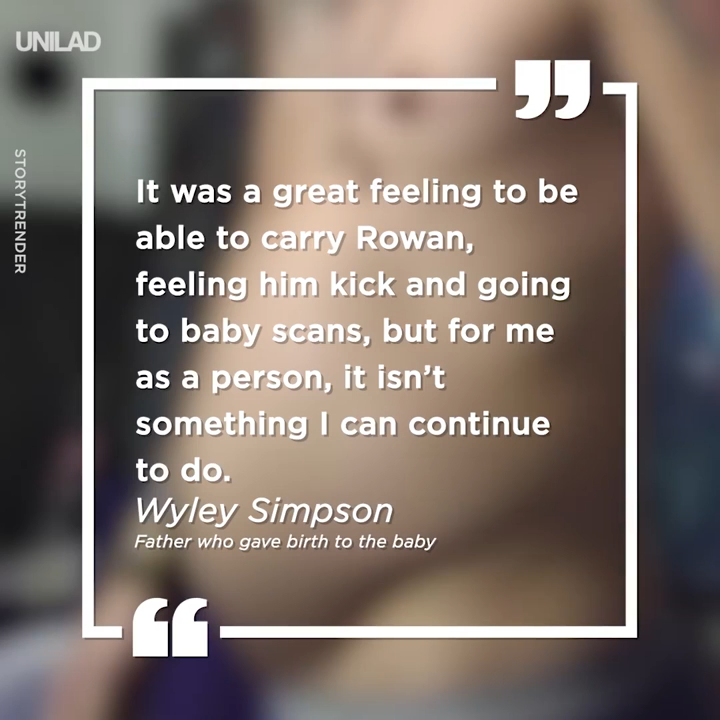 UNILAD
STORYTRENDER
It was a great feeling to be
able to carry Rowan,
feeling him kick and going
to baby scans, but for me
as a person, it isn’t
something I can continue
to do.
Wyley Simpson
Father who gave birth to the baby